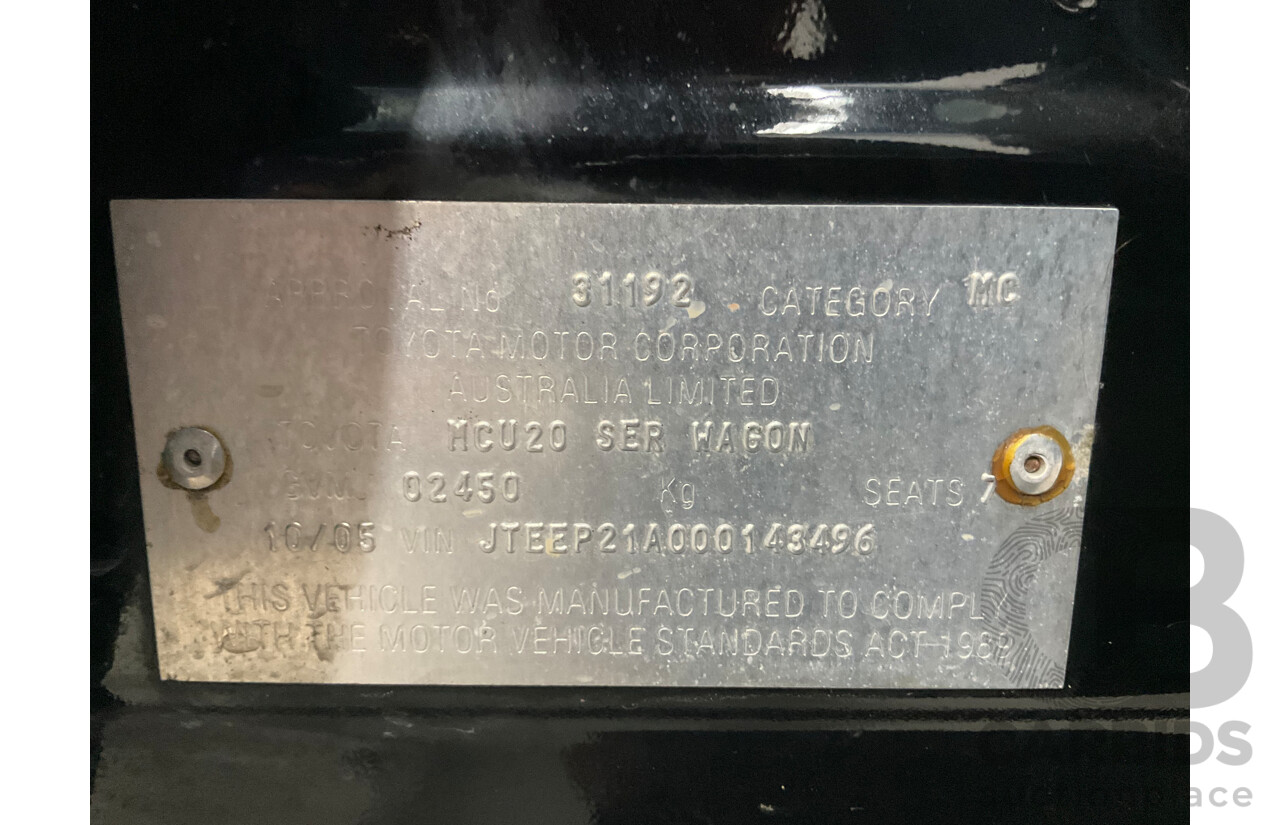 APPROVAL No 31192 CATEGORY MC
TOYOTA MOTOR CORPORATION
AUSTRALIA LIMITED
TOYOTA MCU20 SER WAGON
GVM 02450 Kg SEATS 7
10/05 VIN JTEEP21A000143496
THIS VEHICLE WAS MANUFACTURED TO COMPLY
WITH THE MOTOR VEHICLE STANDARDS ACT 1989